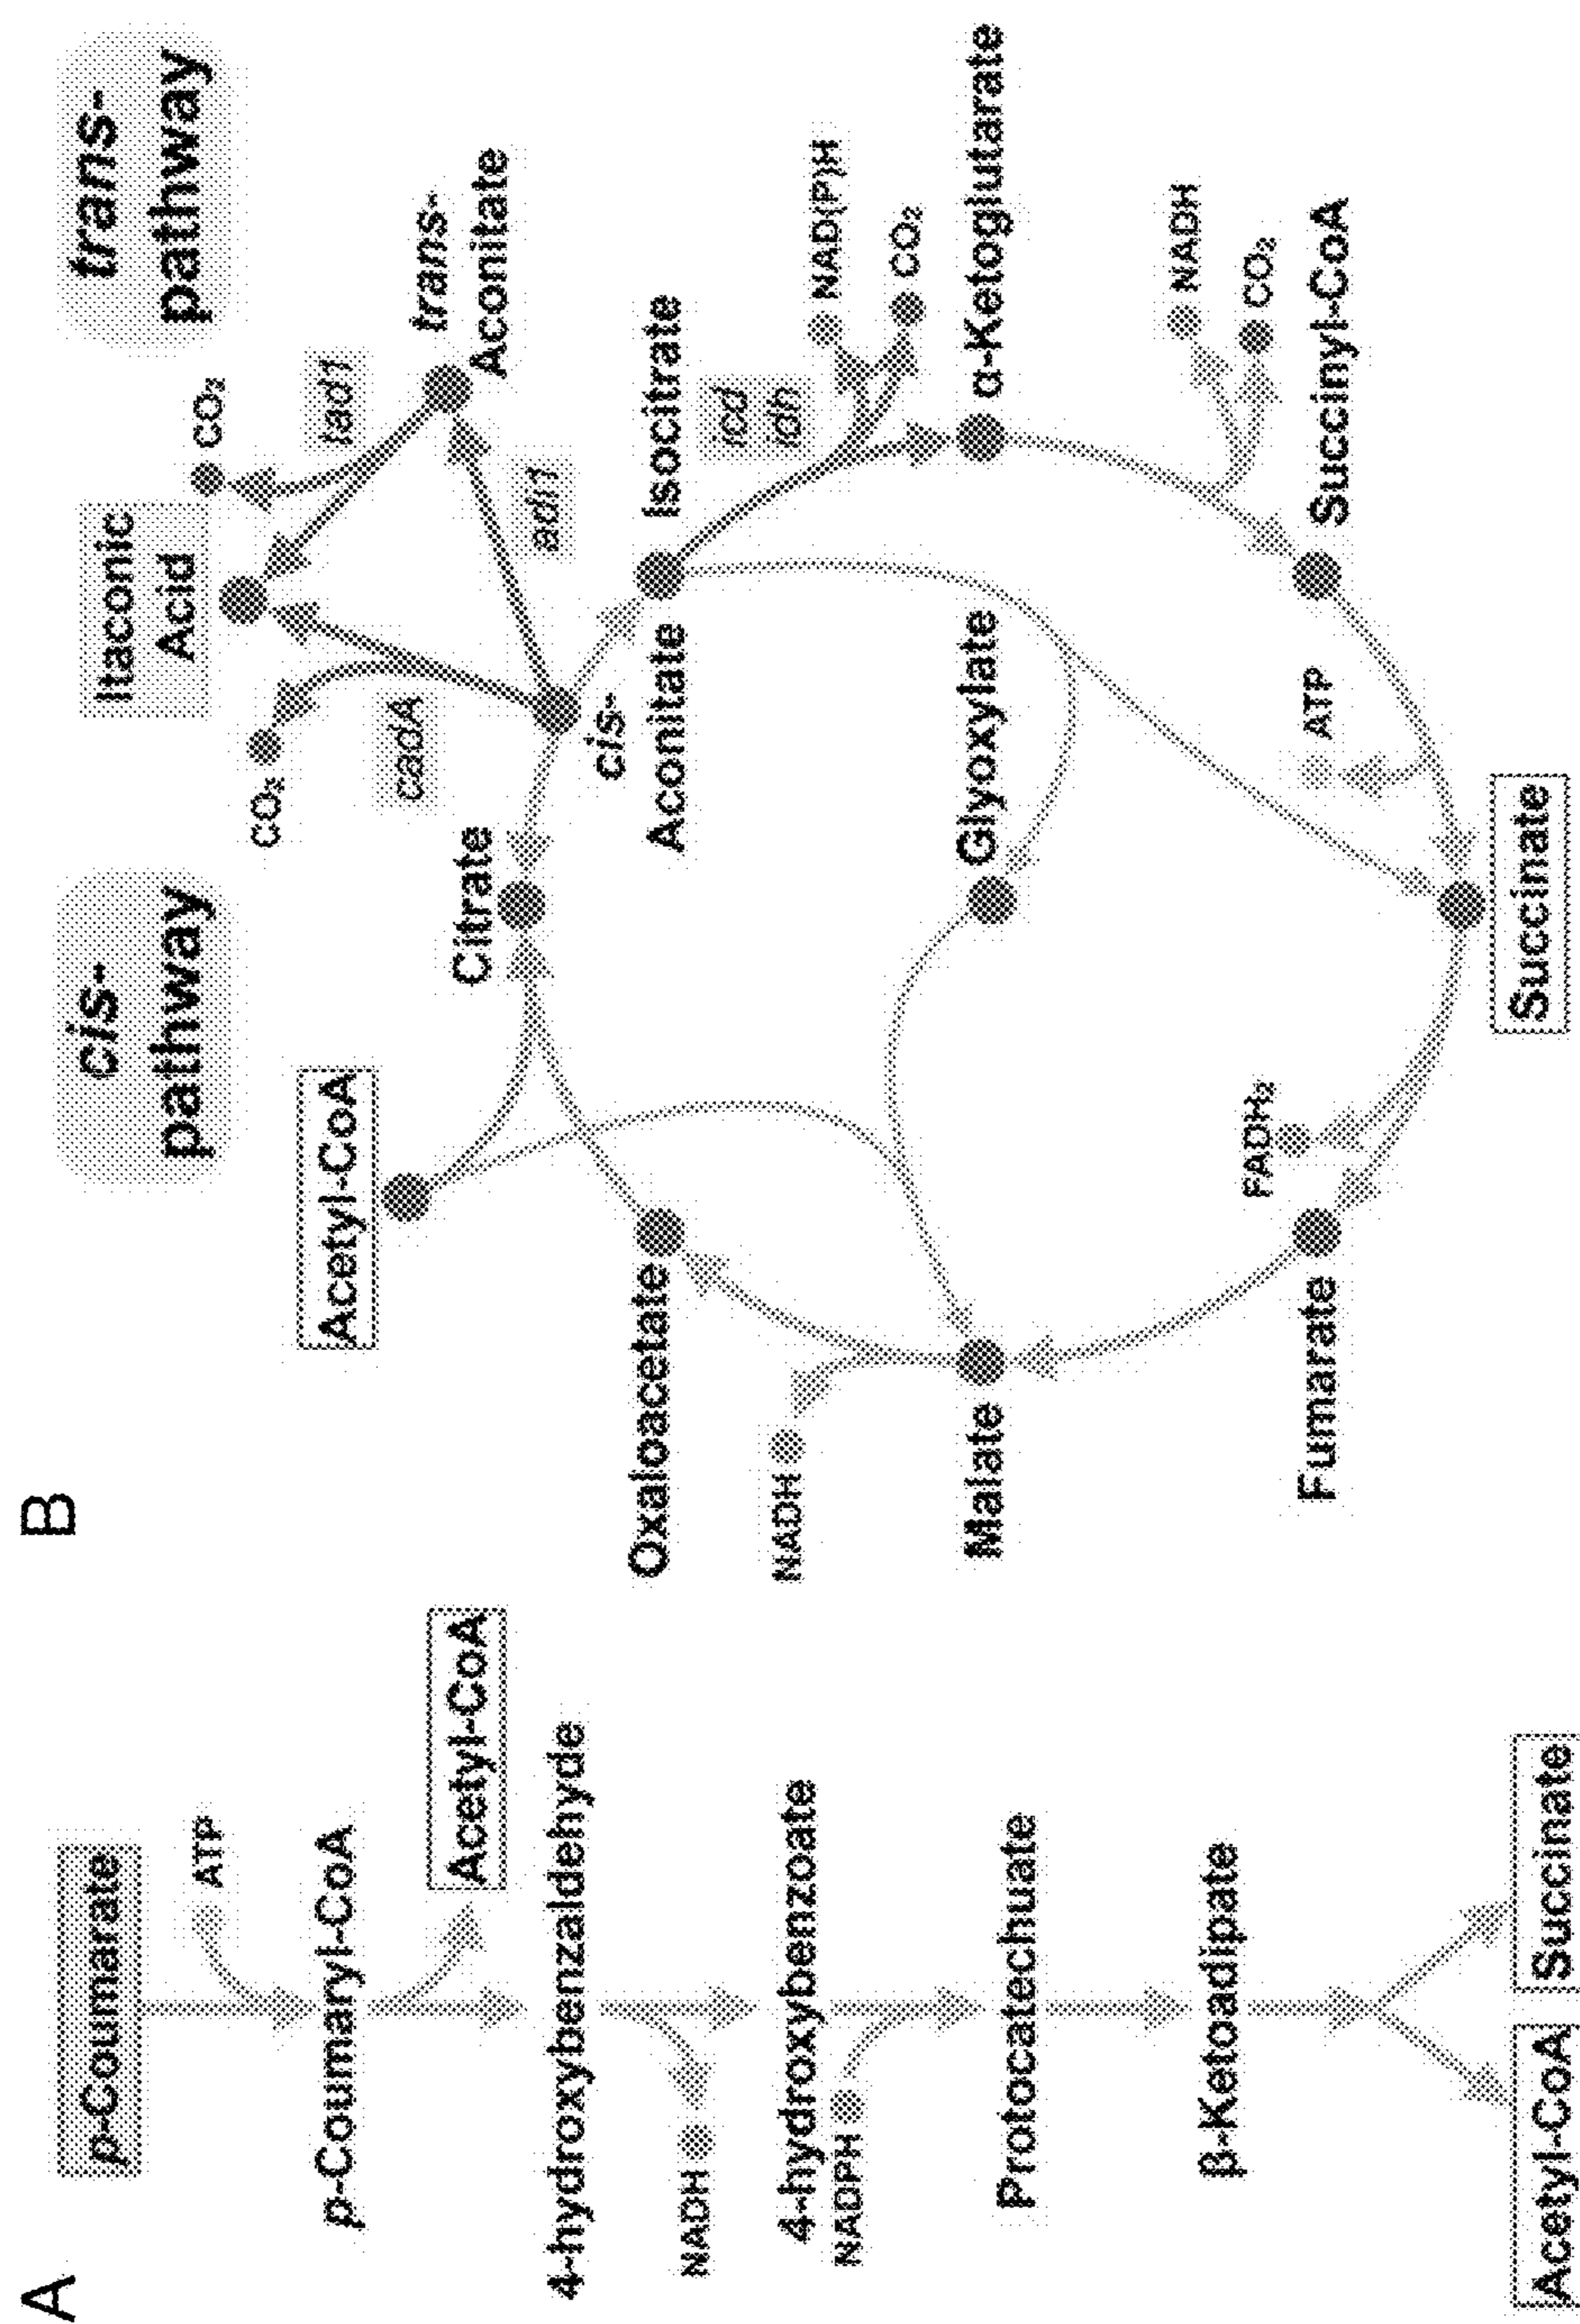 A
p-Coumarate
ATP
p-Coumaryl-CoA
Acetyl-CoA
4-hydroxybenzaldehyde
NADH
4-hydroxybenzoate
NADPH
Protocatechuate
β-Ketoadipate
Acetyl-CoA
Succinate
B
cis-
pathway
trans-
pathway
Itaconic
Acid
CO₂
CO₂
cadA
tad1
adi1
trans-
Aconitate
Acetyl-CoA
Citrate
cis-
Aconitate
Isocitrate
icd
idh
NAD(P)H
CO₂
α-Ketoglutarate
Oxaloacetate
NADH
Malate
Glyoxylate
NADH
CO₂
Succinyl-CoA
ATP
Succinate
FADH₂
Fumarate